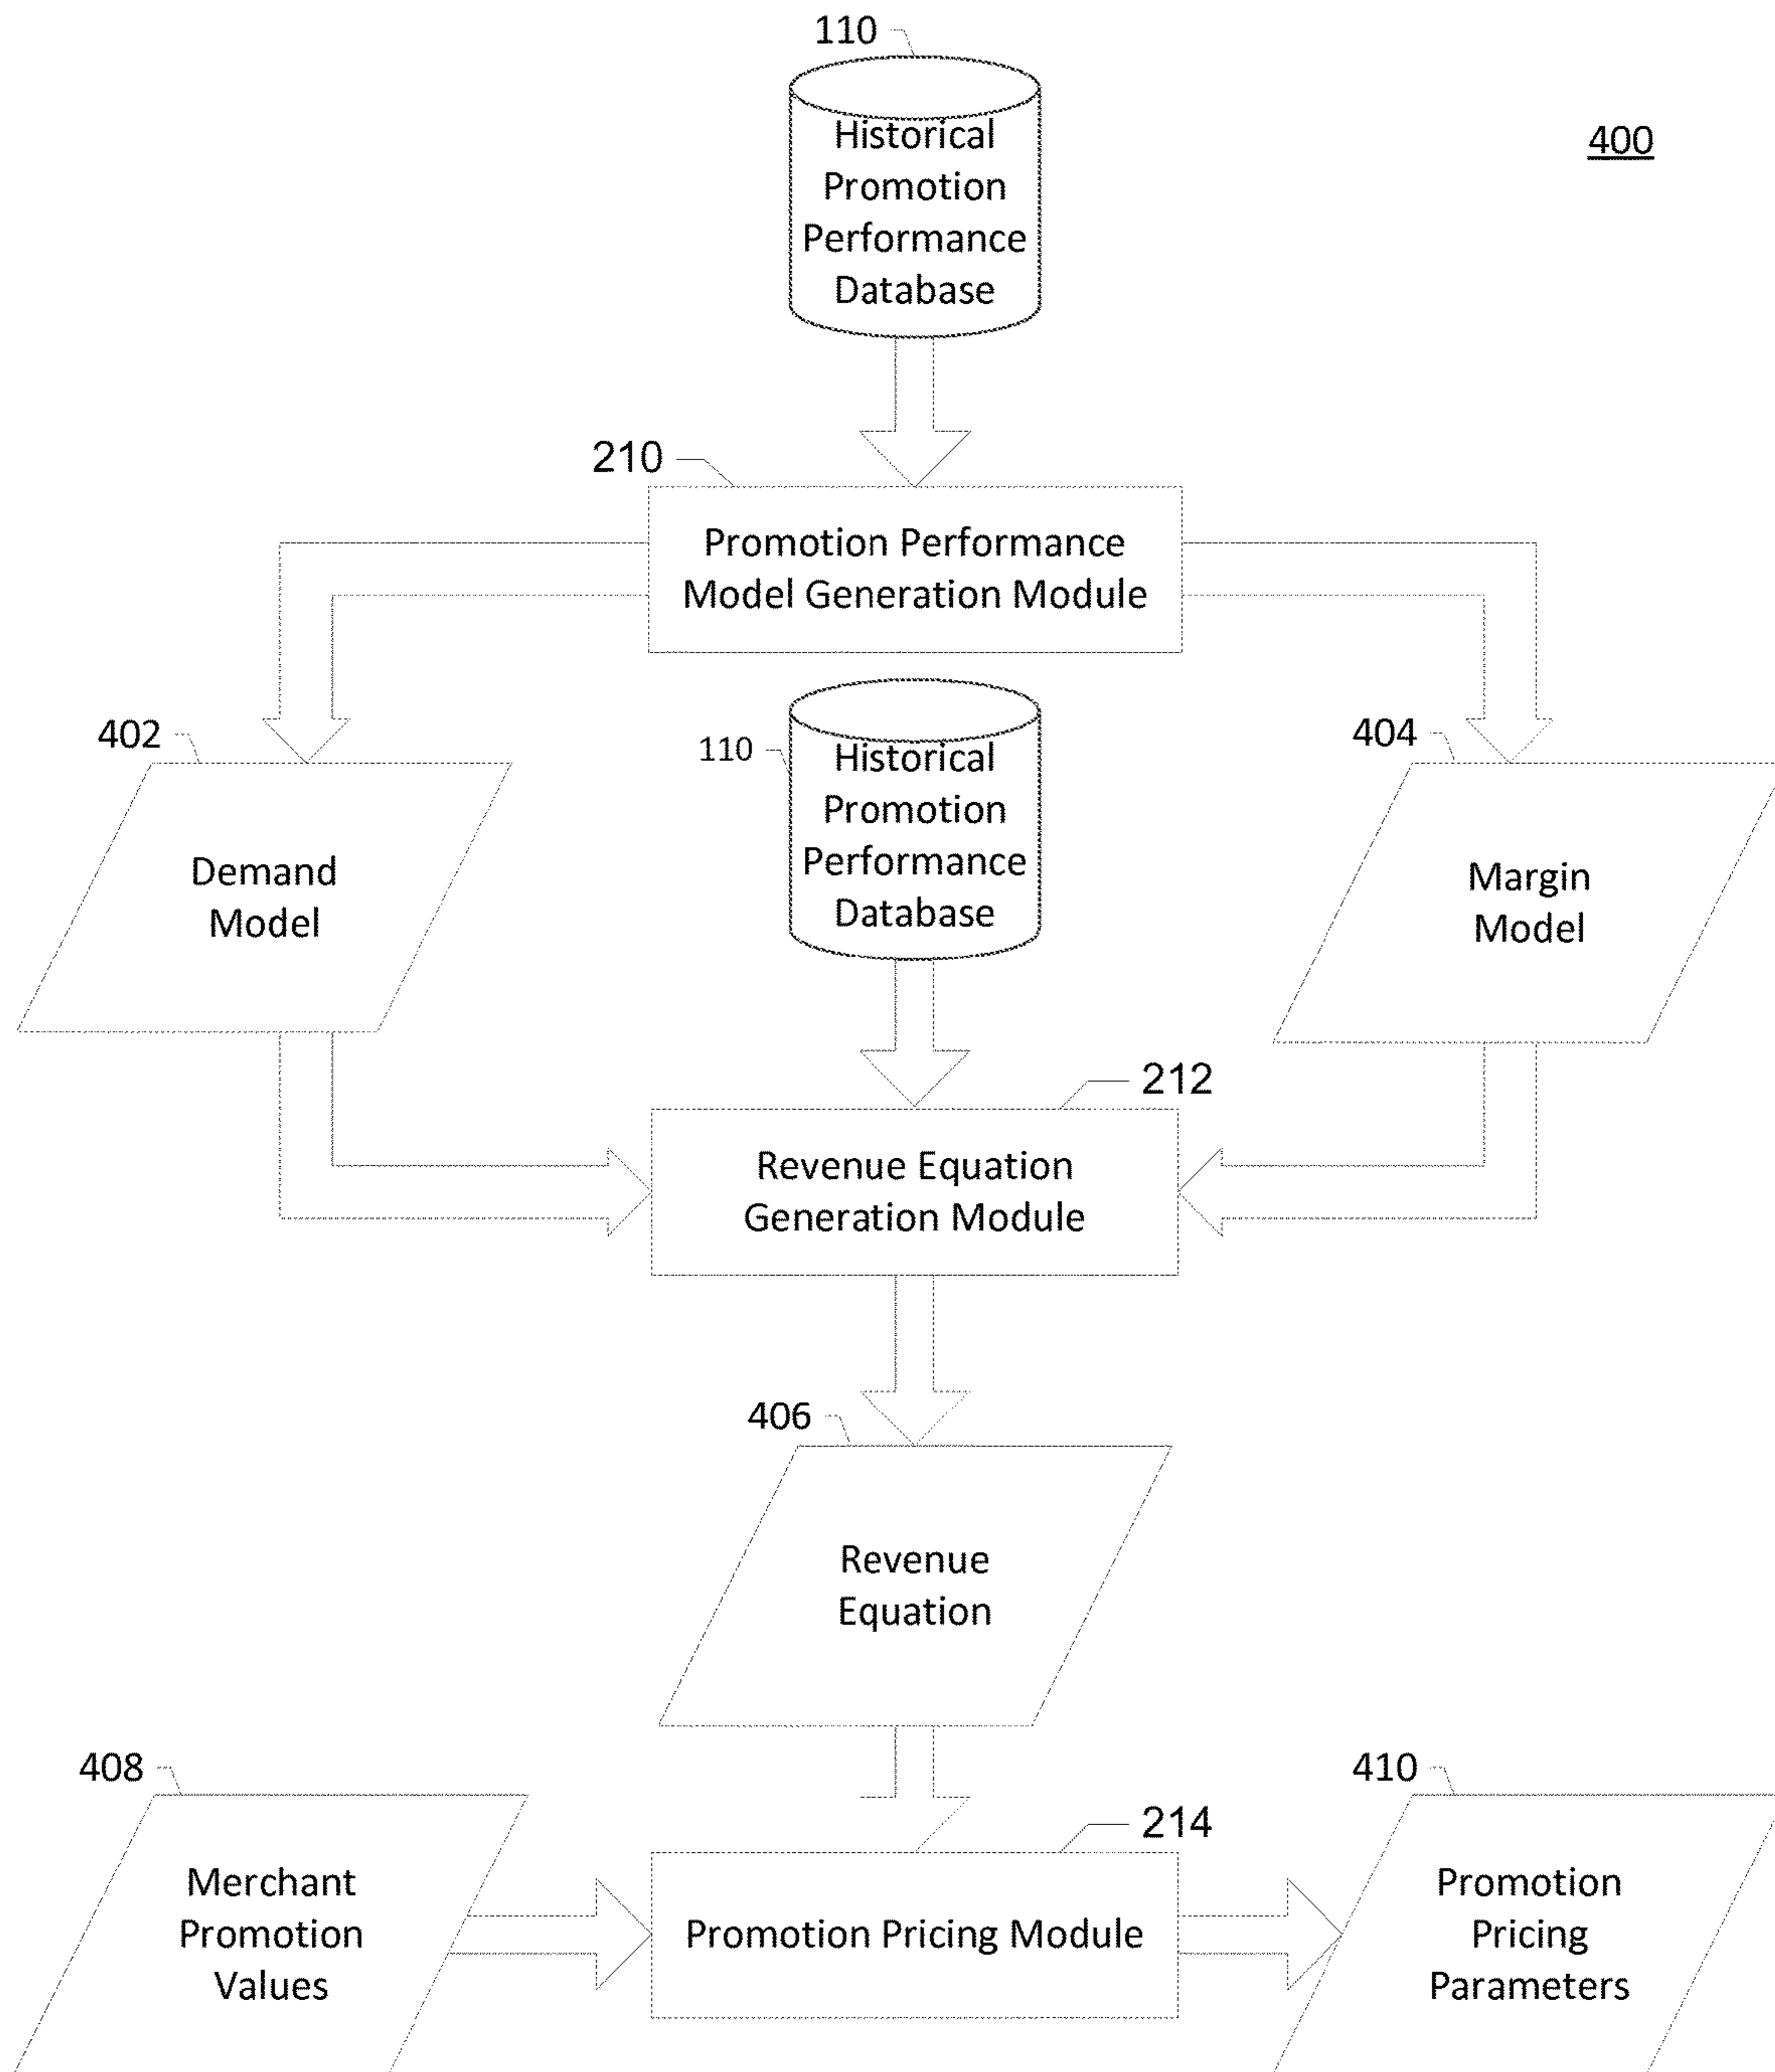 110
Historical
Promotion
Performance
Database
400
210
Promotion Performance
Model Generation Module
402
Demand
Model
110
Historical
Promotion
Performance
Database
404
Margin
Model
212
Revenue Equation
Generation Module
406
Revenue
Equation
408
Merchant
Promotion
Values
214
Promotion Pricing Module
410
Promotion
Pricing
Parameters